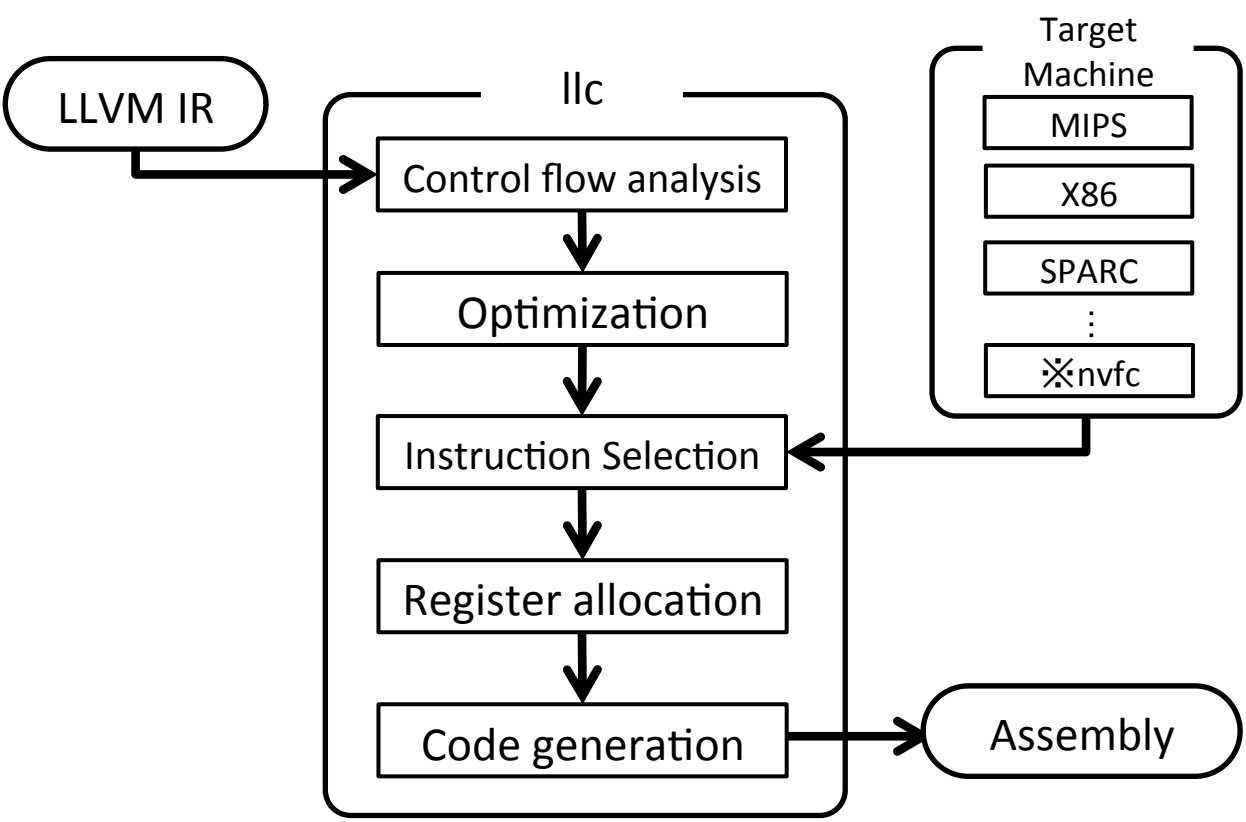 LLVM IR
llc
Control flow analysis
Optimization
Instruction Selection
Register allocation
Code generation
Target
Machine
MIPS
X86
SPARC
⋮
※nvfc
Assembly